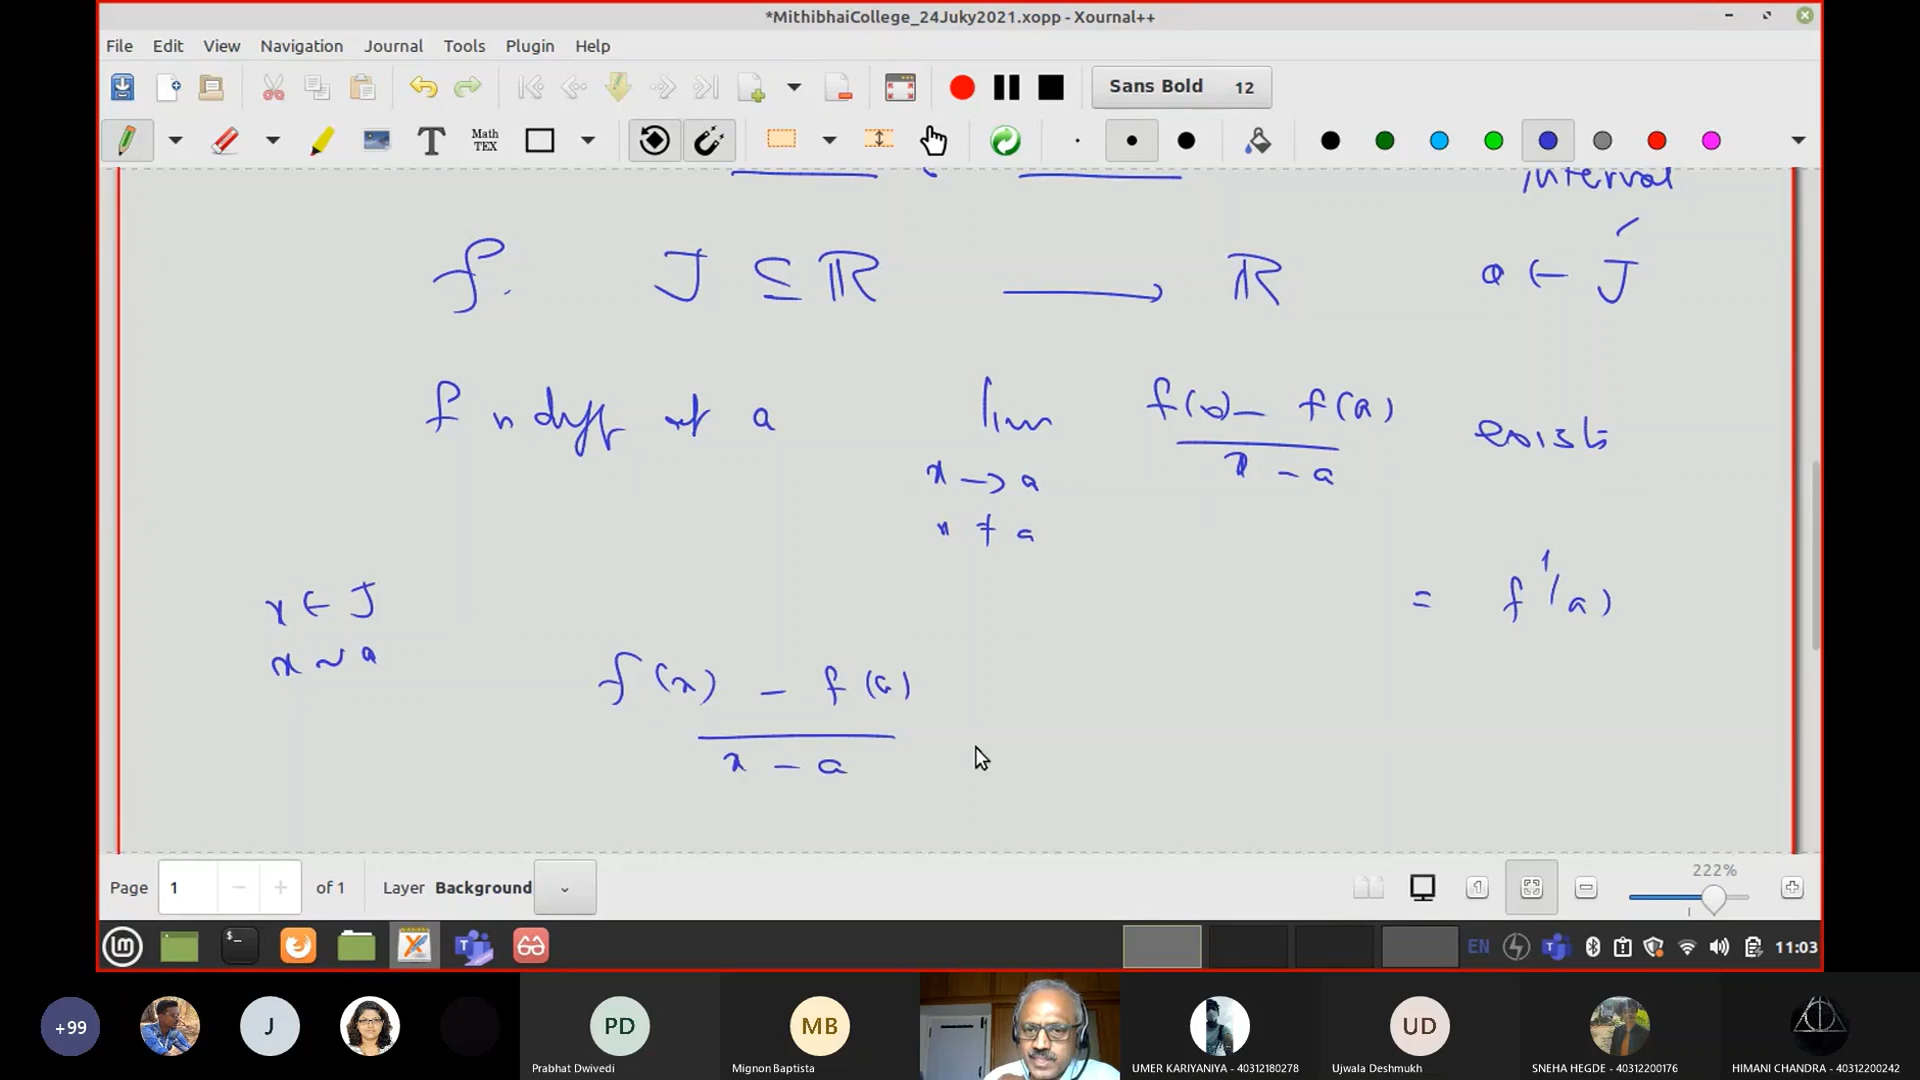 *MithibhaiCollege_24Juky2021.xopp - Xournal++
File Edit View Navigation Journal Tools Plugin Help
Sans Bold 12
T Math TEX
interval
f. J ⊆ ℝ ⟶ ℝ a ∈ J
f is diff at a lim f(x) - f(a) exists
x → a x - a
x ≠ a
x ∈ J = f'(a)
x ~ a
f(x) - f(a)
x - a
Page 1 of 1 Layer Background 222%
EN 11:03
+99 J PD MB UD
Prabhat Dwivedi Mignon Baptista UMER KARIYANIYA - 40312180278 Ujwala Deshmukh SNEHA HEGDE - 40312200176 HIMANI CHANDRA - 40312200242